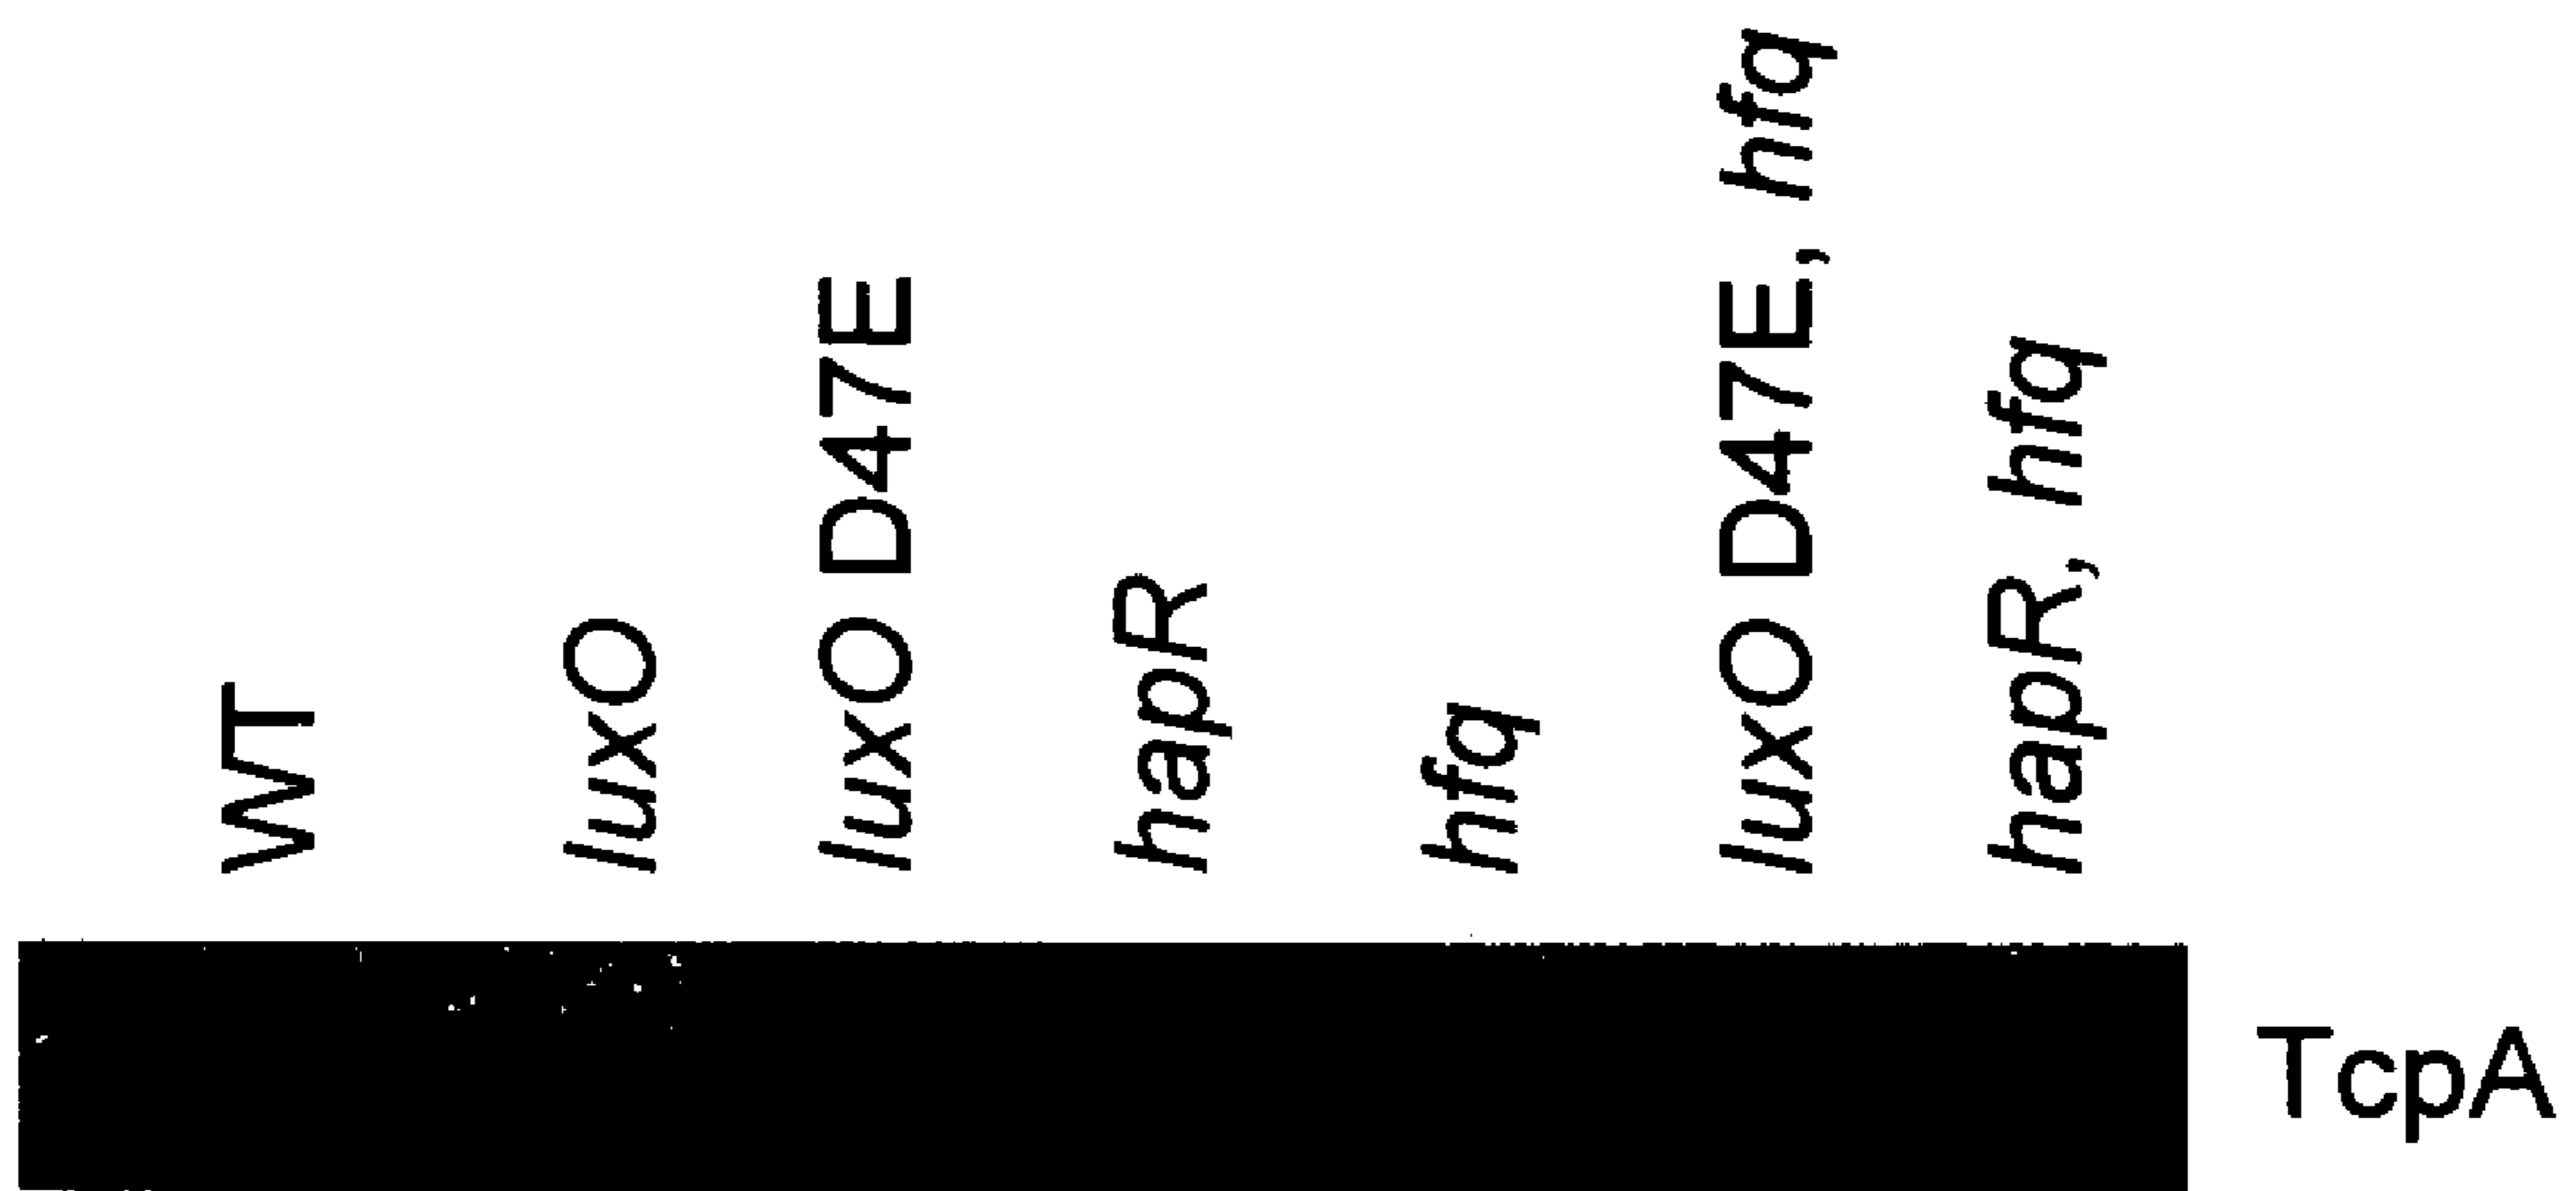 WT
luxO
luxO D47E
hapR
hfq
luxO D47E, hfq
hapR, hfq
TcpA